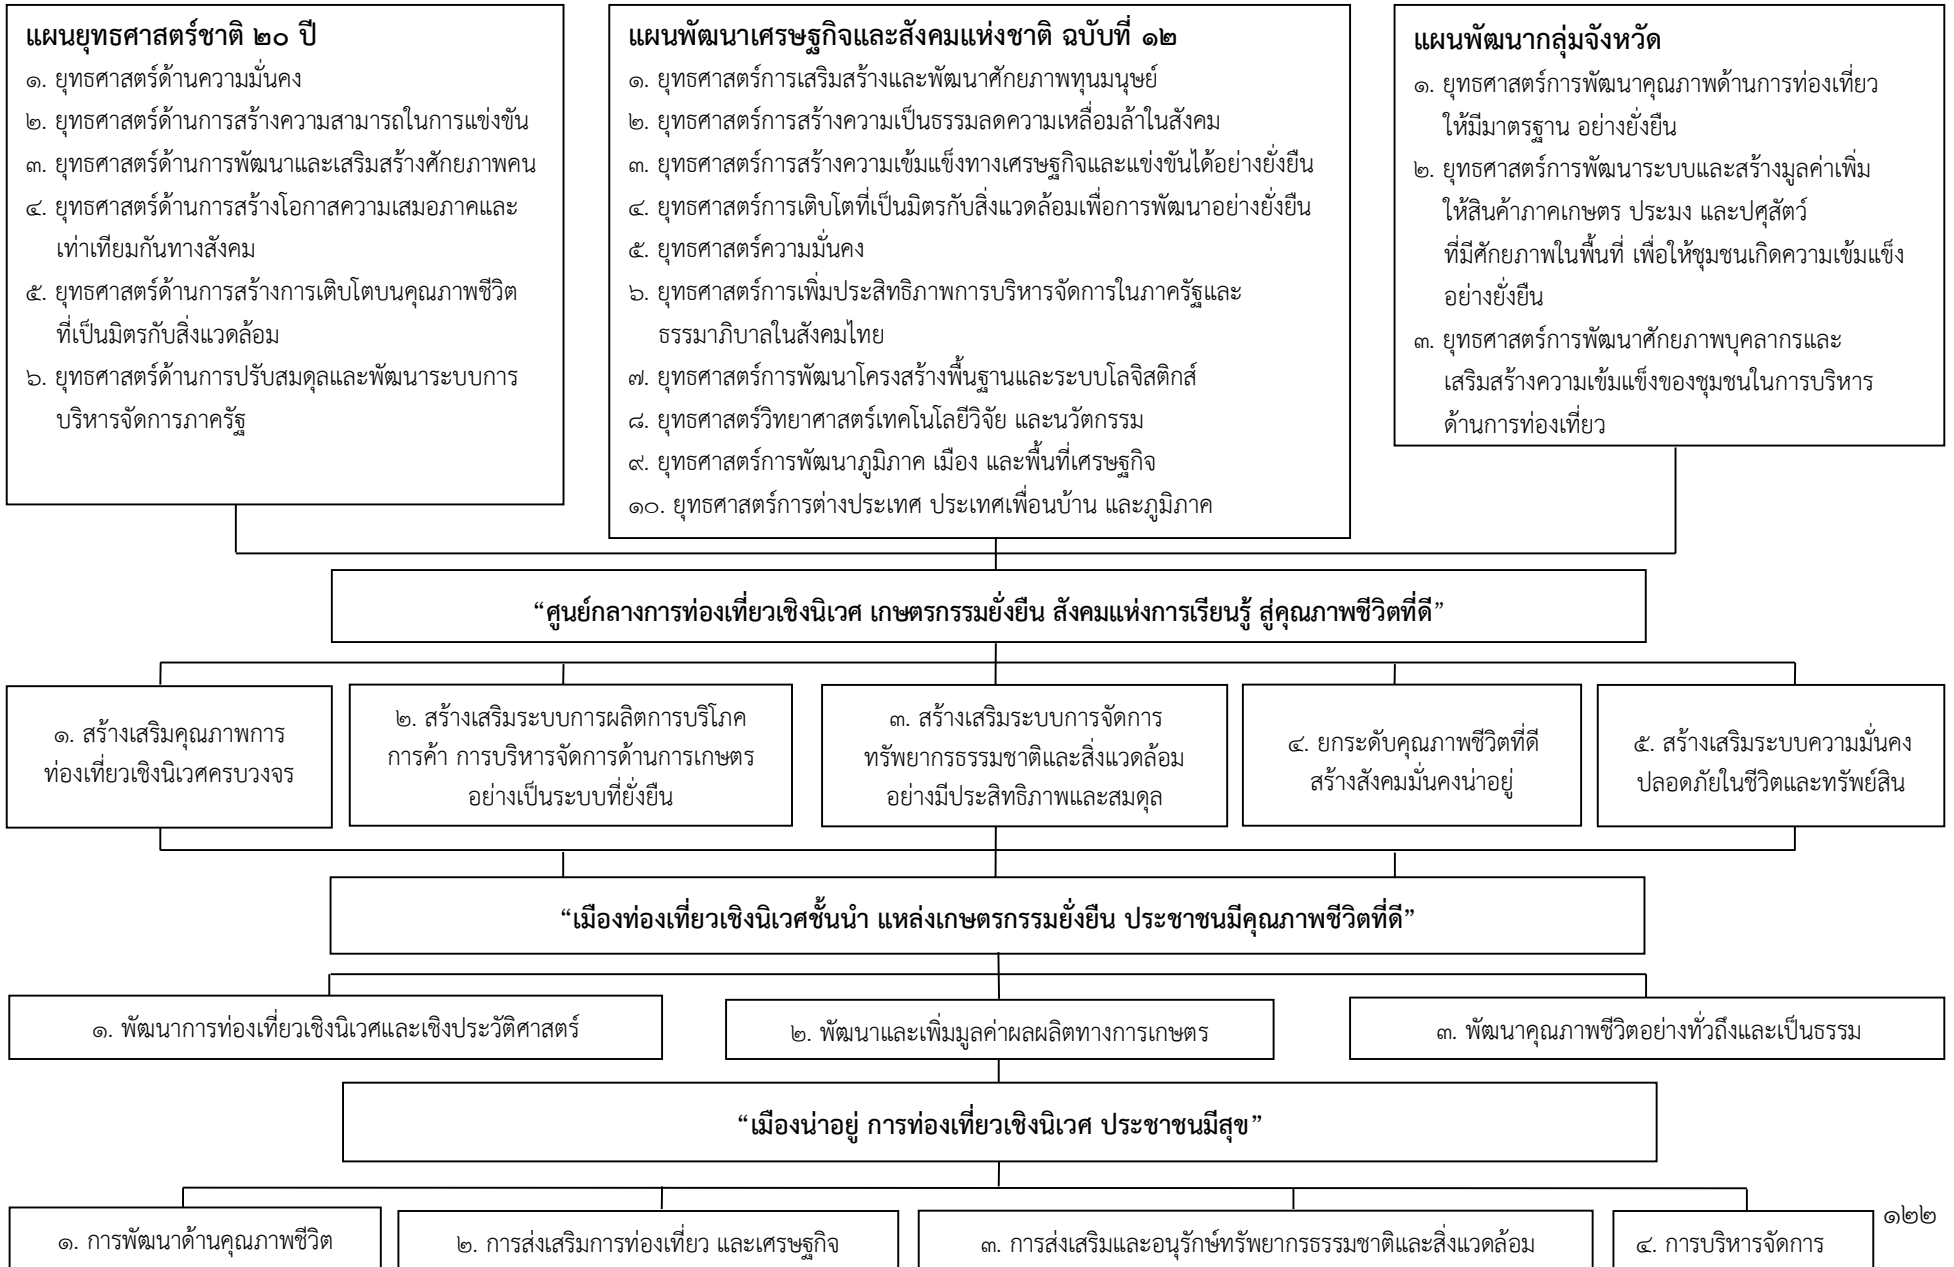 แผนยุทธศาสตร์ชาติ ๒๐ ปี
๑. ยุทธศาสตร์ด้านความมั่นคง
๒. ยุทธศาสตร์ด้านการสร้างความสามารถในการแข่งขัน
๓. ยุทธศาสตร์ด้านการพัฒนาและเสริมสร้างศักยภาพคน
๔. ยุทธศาสตร์ด้านการสร้างโอกาสความเสมอภาคและ
เท่าเทียมกันทางสังคม
๕. ยุทธศาสตร์ด้านการสร้างการเติบโตบนคุณภาพชีวิต
ที่เป็นมิตรกับสิ่งแวดล้อม
๖. ยุทธศาสตร์ด้านการปรับสมดุลและพัฒนาระบบการ
บริหารจัดการภาครัฐ
แผนพัฒนาเศรษฐกิจและสังคมแห่งชาติ ฉบับที่ ๑๒
๑. ยุทธศาสตร์การเสริมสร้างและพัฒนาศักยภาพทุนมนุษย์
๒. ยุทธศาสตร์การสร้างความเป็นธรรมลดความเหลื่อมล้ำในสังคม
๓. ยุทธศาสตร์การสร้างความเข้มแข็งทางเศรษฐกิจและแข่งขันได้อย่างยั่งยืน
๔. ยุทธศาสตร์การเติบโตที่เป็นมิตรกับสิ่งแวดล้อมเพื่อการพัฒนาอย่างยั่งยืน
๕. ยุทธศาสตร์ความมั่นคง
๖. ยุทธศาสตร์การเพิ่มประสิทธิภาพการบริหารจัดการในภาครัฐและ
ธรรมาภิบาลในสังคมไทย
๗. ยุทธศาสตร์การพัฒนาโครงสร้างพื้นฐานและระบบโลจิสติกส์
๘. ยุทธศาสตร์วิทยาศาสตร์เทคโนโลยีวิจัย และนวัตกรรม
๙. ยุทธศาสตร์การพัฒนาภูมิภาค เมือง และพื้นที่เศรษฐกิจ
๑๐. ยุทธศาสตร์การต่างประเทศ ประเทศเพื่อนบ้าน และภูมิภาค
แผนพัฒนากลุ่มจังหวัด
๑. ยุทธศาสตร์การพัฒนาคุณภาพด้านการท่องเที่ยว
ให้มีมาตรฐาน อย่างยั่งยืน
๒. ยุทธศาสตร์การพัฒนาระบบและสร้างมูลค่าเพิ่ม
ให้สินค้าภาคเกษตร ประมง และปศุสัตว์
ที่มีศักยภาพในพื้นที่ เพื่อให้ชุมชนเกิดความเข้มแข็ง
อย่างยั่งยืน
๓. ยุทธศาสตร์การพัฒนาศักยภาพบุคลากรและ
เสริมสร้างความเข้มแข็งของชุมชนในการบริหาร
ด้านการท่องเที่ยว
“ศูนย์กลางการท่องเที่ยวเชิงนิเวศ เกษตรกรรมยั่งยืน สังคมแห่งการเรียนรู้ สู่คุณภาพชีวิตที่ดี”
๑. สร้างเสริมคุณภาพการ
ท่องเที่ยวเชิงนิเวศครบวงจร
๒. สร้างเสริมระบบการผลิตการบริโภค
การค้า การบริหารจัดการด้านการเกษตร
อย่างเป็นระบบที่ยั่งยืน
๓. สร้างเสริมระบบการจัดการ
ทรัพยากรธรรมชาติและสิ่งแวดล้อม
อย่างมีประสิทธิภาพและสมดุล
๔. ยกระดับคุณภาพชีวิตที่ดี
สร้างสังคมมั่นคงน่าอยู่
๕. สร้างเสริมระบบความมั่นคง
ปลอดภัยในชีวิตและทรัพย์สิน
“เมืองท่องเที่ยวเชิงนิเวศชั้นนำ แหล่งเกษตรกรรมยั่งยืน ประชาชนมีคุณภาพชีวิตที่ดี”
๑. พัฒนาการท่องเที่ยวเชิงนิเวศและเชิงประวัติศาสตร์
๒. พัฒนาและเพิ่มมูลค่าผลผลิตทางการเกษตร
๓. พัฒนาคุณภาพชีวิตอย่างทั่วถึงและเป็นธรรม
“เมืองน่าอยู่ การท่องเที่ยวเชิงนิเวศ ประชาชนมีสุข”
๑. การพัฒนาด้านคุณภาพชีวิต
๒. การส่งเสริมการท่องเที่ยว และเศรษฐกิจ
๓. การส่งเสริมและอนุรักษ์ทรัพยากรธรรมชาติและสิ่งแวดล้อม
๔. การบริหารจัดการ
๑๒๒